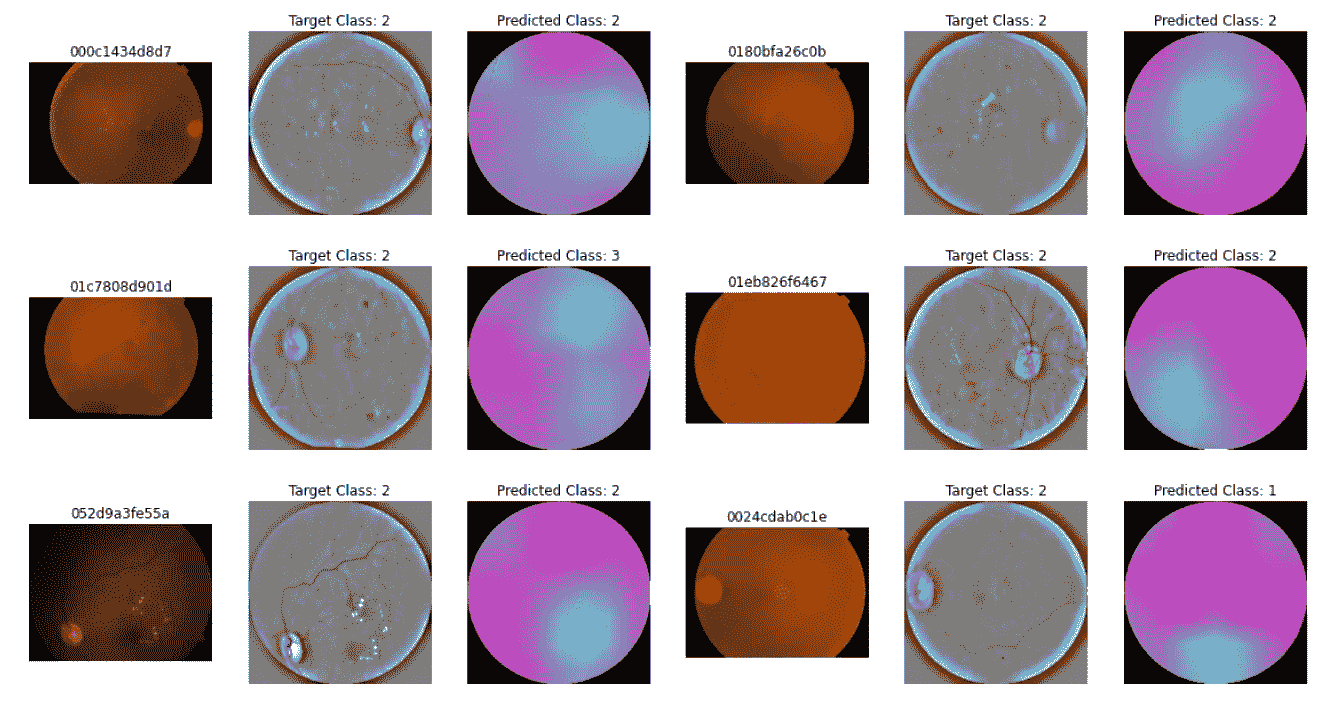 Target Class: 2
Predicted Class: 2
Target Class: 2
Predicted Class: 2
000c1434d8d7
0180bfa26c0b
Target Class: 2
Predicted Class: 3
Target Class: 2
Predicted Class: 2
01c7808d901d
01eb826f6467
Target Class: 2
Predicted Class: 2
Target Class: 2
Predicted Class: 1
052d9a3fe55a
0024cdab0c1e